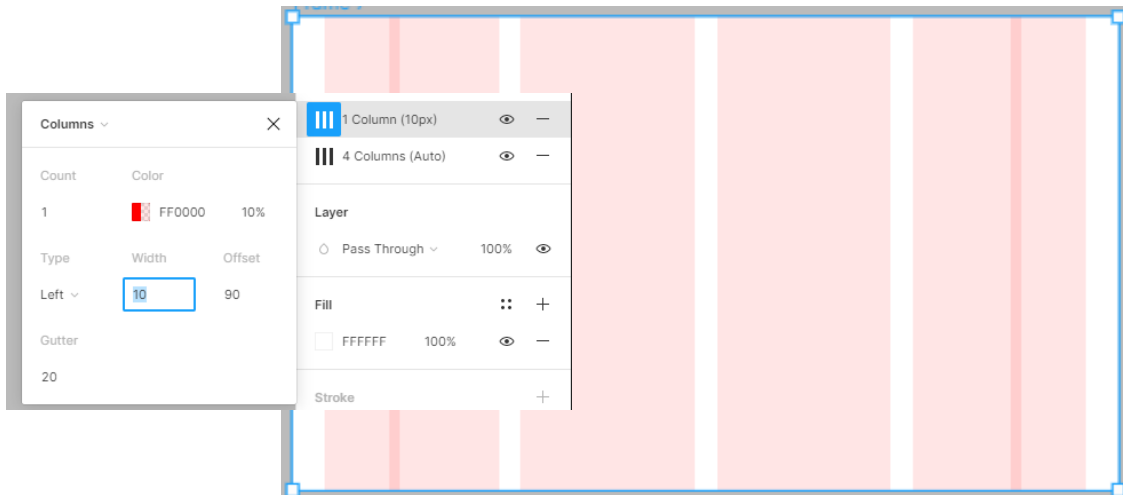 Columns
Count Color
1 FF0000 10%
Type Width Offset
Left 10 90
Gutter
20
1 Column (10px)
4 Columns (Auto)
Layer
Pass Through 100%
Fill
FFFFFF 100%
Stroke